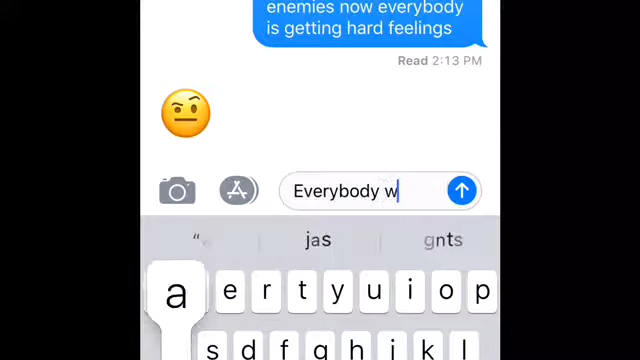 enemies now everybody
is getting hard feelings
Read 2:13 PM
Everybody w
jas
gnts
a e r t y u i o p
s d f g h j k l